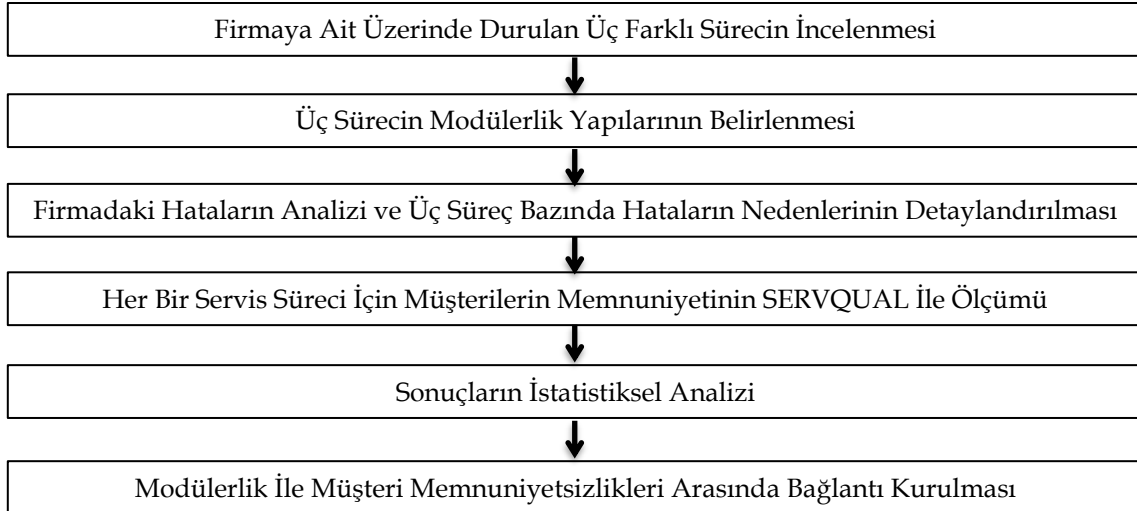 Firmaya Ait Üzerinde Durulan Üç Farklı Sürecin İncelenmesi
Üç Sürecin Modülerlik Yapılarının Belirlenmesi
Firmadaki Hataların Analizi ve Üç Süreç Bazında Hataların Nedenlerinin Detaylandırılması
Her Bir Servis Süreci İçin Müşterilerin Memnuniyetinin SERVQUAL İle Ölçümü
Sonuçların İstatistiksel Analizi
Modülerlik İle Müşteri Memnuniyetsizlikleri Arasında Bağlantı Kurulması